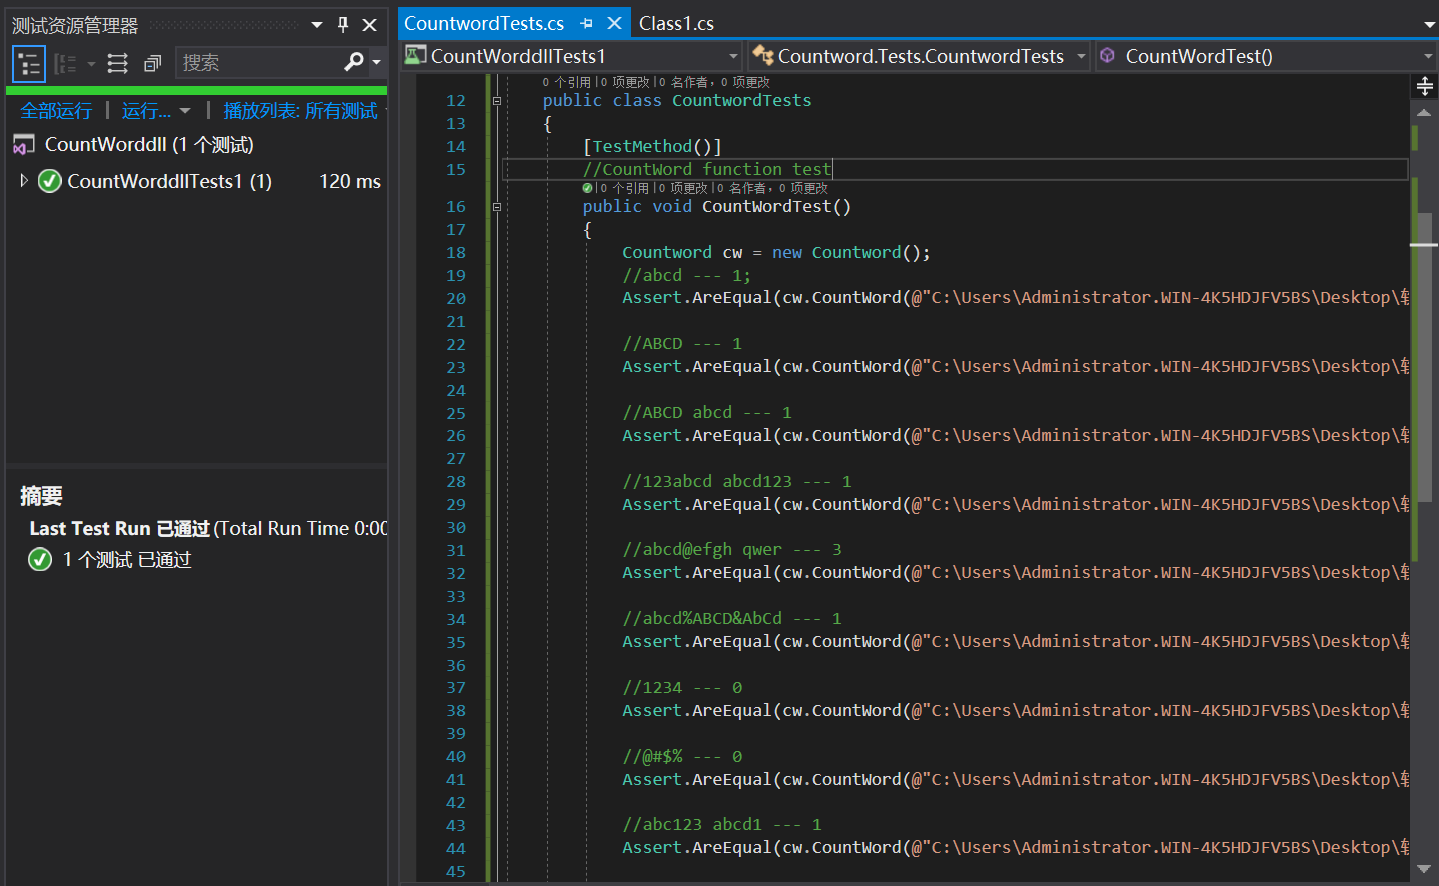 测试资源管理器
搜索
全部运行 | 运行... | 播放列表: 所有测试
CountWorddll (1 个测试)
CountWorddllTests1 (1) 120 ms
摘要
Last Test Run 已通过 (Total Run Time 0:00
1 个测试 已通过
CountwordTests.cs Class1.cs
CountWorddllTests1 Countword.Tests.CountwordTests CountWordTest()
0 个引用 | 0 项更改 | 0 名作者，0 项更改
12 public class CountwordTests
13 {
14 [TestMethod()]
15 //CountWord function test
| 0 个引用 | 0 项更改 | 0 名作者，0 项更改
16 public void CountWordTest()
17 {
18 Countword cw = new Countword();
19 //abcd --- 1;
20 Assert.AreEqual(cw.CountWord(@"C:\Users\Administrator.WIN-4K5HDJFV5BS\Desktop\
21
22 //ABCD --- 1
23 Assert.AreEqual(cw.CountWord(@"C:\Users\Administrator.WIN-4K5HDJFV5BS\Desktop\
24
25 //ABCD abcd --- 1
26 Assert.AreEqual(cw.CountWord(@"C:\Users\Administrator.WIN-4K5HDJFV5BS\Desktop\
27
28 //123abcd abcd123 --- 1
29 Assert.AreEqual(cw.CountWord(@"C:\Users\Administrator.WIN-4K5HDJFV5BS\Desktop\
30
31 //abcd@efgh qwer --- 3
32 Assert.AreEqual(cw.CountWord(@"C:\Users\Administrator.WIN-4K5HDJFV5BS\Desktop\
33
34 //abcd%ABCD&AbCd --- 1
35 Assert.AreEqual(cw.CountWord(@"C:\Users\Administrator.WIN-4K5HDJFV5BS\Desktop\
36
37 //1234 --- 0
38 Assert.AreEqual(cw.CountWord(@"C:\Users\Administrator.WIN-4K5HDJFV5BS\Desktop\
39
40 //@#$% --- 0
41 Assert.AreEqual(cw.CountWord(@"C:\Users\Administrator.WIN-4K5HDJFV5BS\Desktop\
42
43 //abc123 abcd1 --- 1
44 Assert.AreEqual(cw.CountWord(@"C:\Users\Administrator.WIN-4K5HDJFV5BS\Desktop\
45